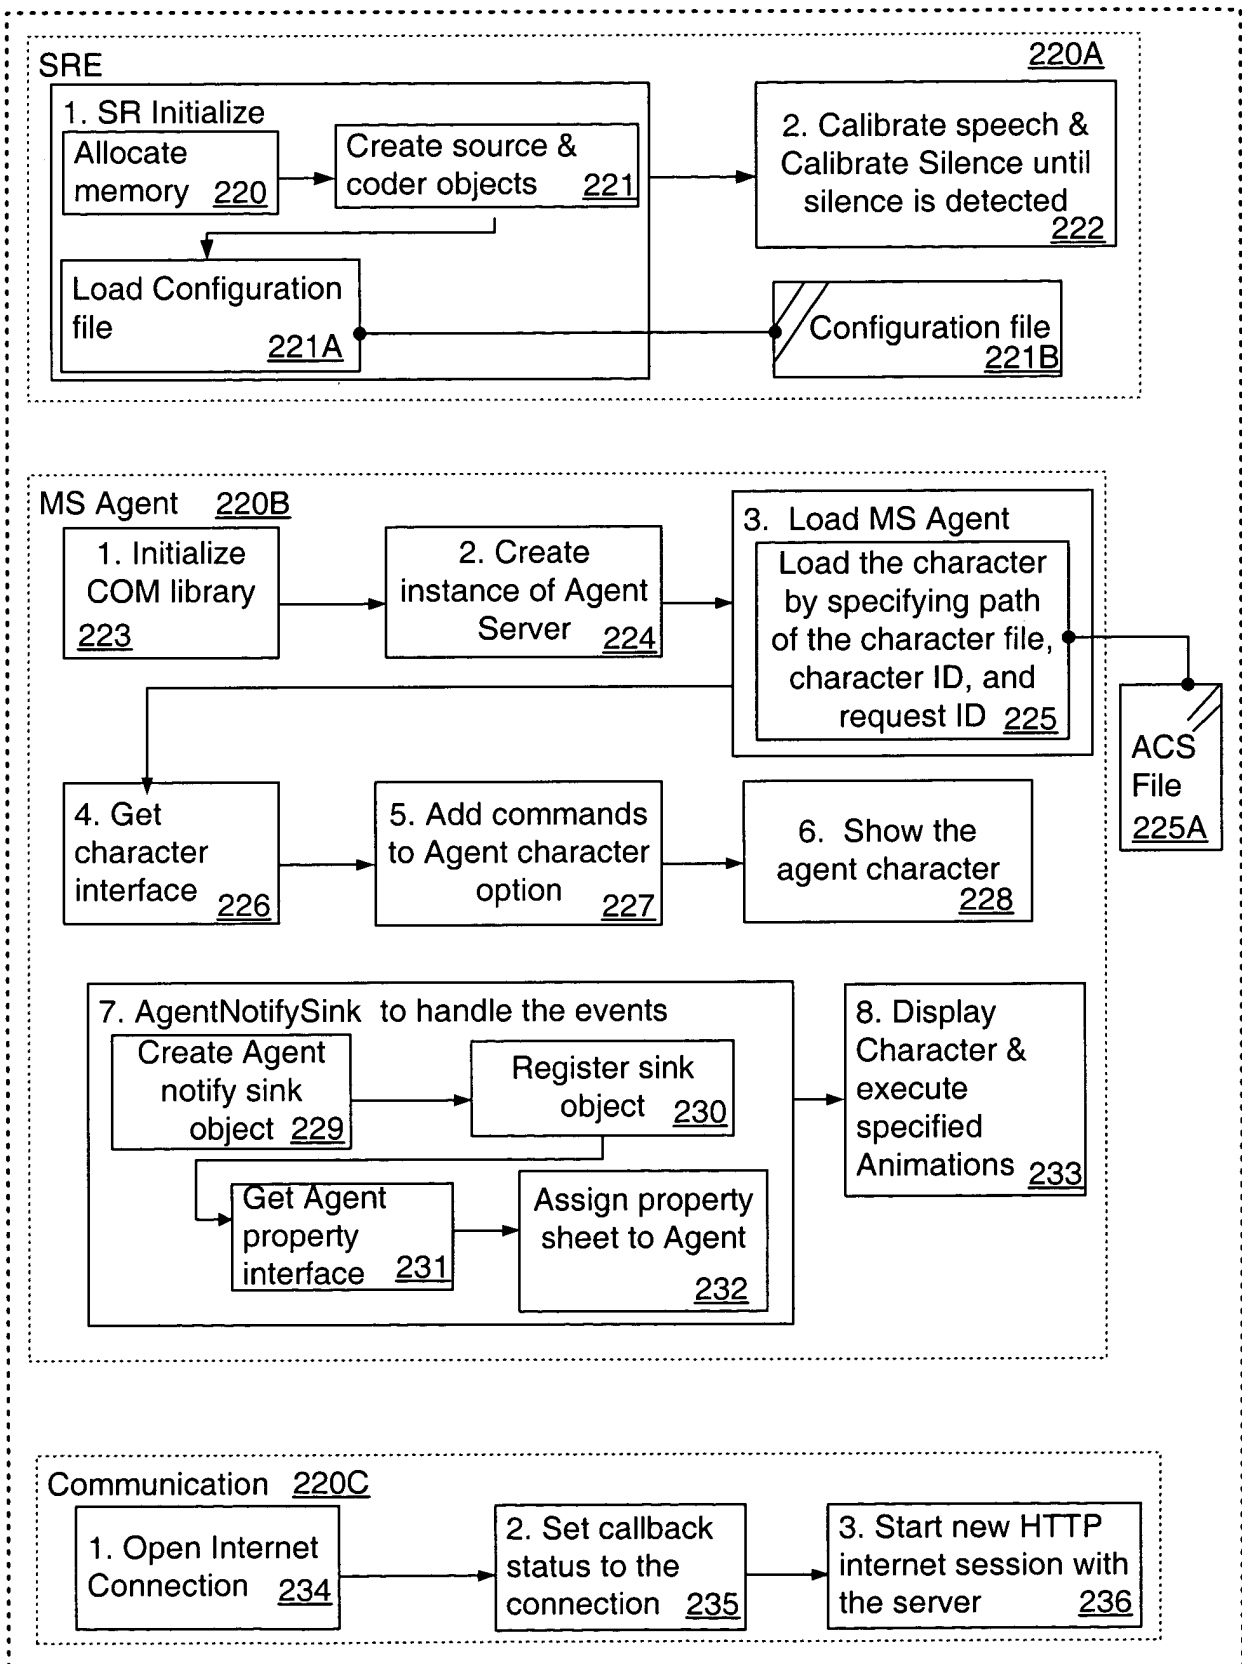 SRE
220A
1. SR Initialize
Allocate
memory 220
Create source &
coder objects 221
2. Calibrate speech &
Calibrate Silence until
silence is detected
222
Load Configuration
file
221A
Configuration file
221B
MS Agent 220B
1. Initialize
COM library
223
2. Create
instance of Agent
Server 224
3. Load MS Agent
Load the character
by specifying path
of the character file,
character ID, and
request ID 225
ACS
File
225A
4. Get
character
interface 226
5. Add commands
to Agent character
option 227
6. Show the
agent character
228
7. AgentNotifySink to handle the events
Create Agent
notify sink
object 229
Register sink
object 230
Get Agent
property
interface 231
Assign property
sheet to Agent
232
8. Display
Character &
execute
specified
Animations 233
Communication 220C
1. Open Internet
Connection 234
2. Set callback
status to the
connection 235
3. Start new HTTP
internet session with
the server 236